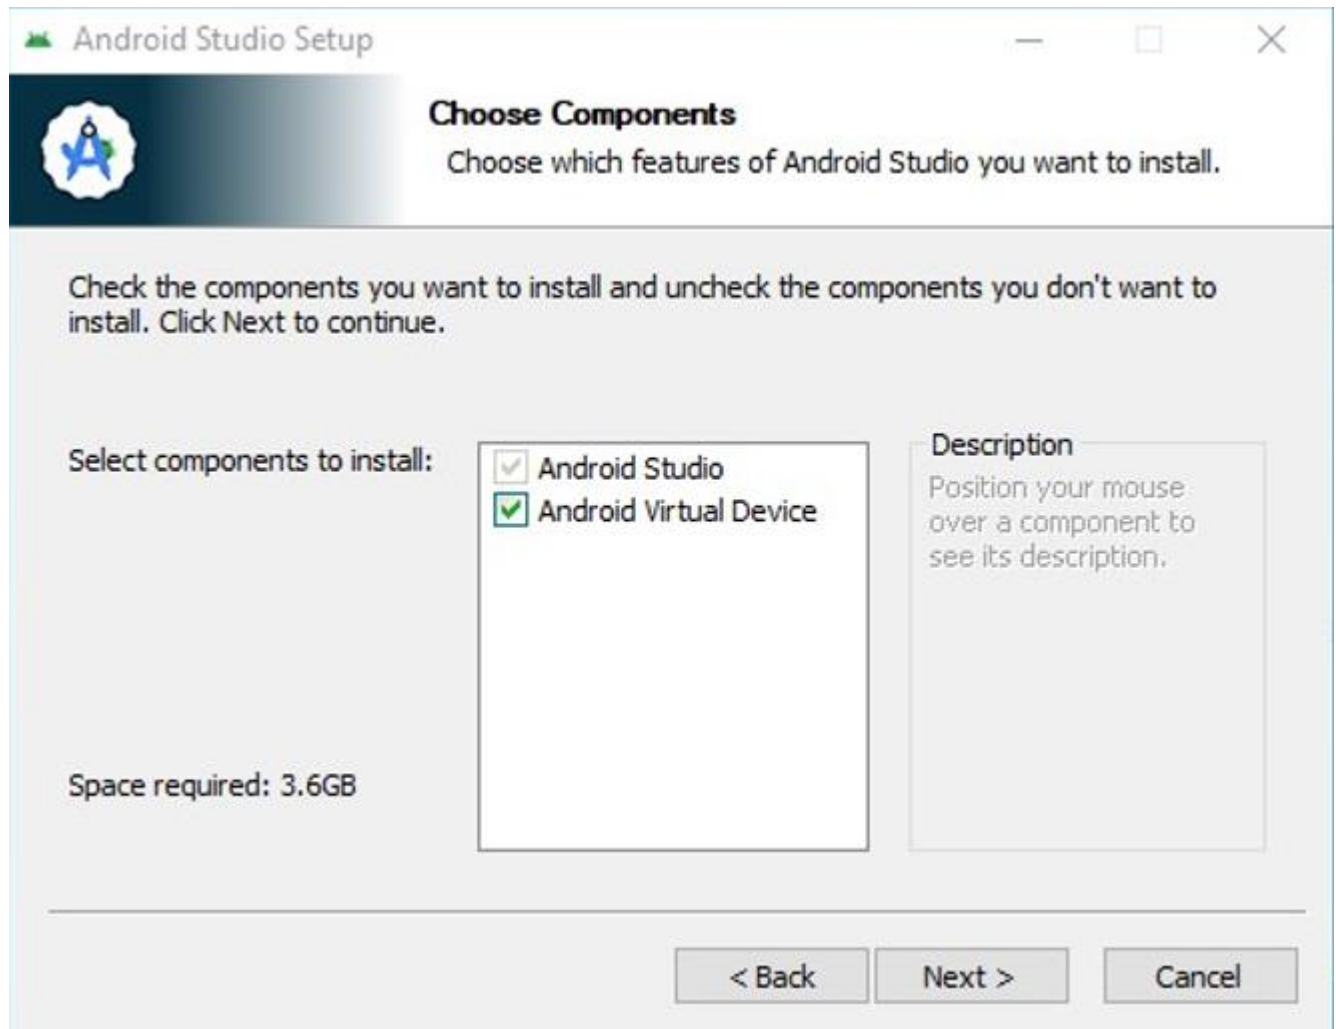 Android Studio Setup
Choose Components
Choose which features of Android Studio you want to install.
Check the components you want to install and uncheck the components you don't want to
install. Click Next to continue.
Select components to install:
Android Studio
Android Virtual Device
Description
Position your mouse
over a component to
see its description.
Space required: 3.6GB
< Back
Next >
Cancel